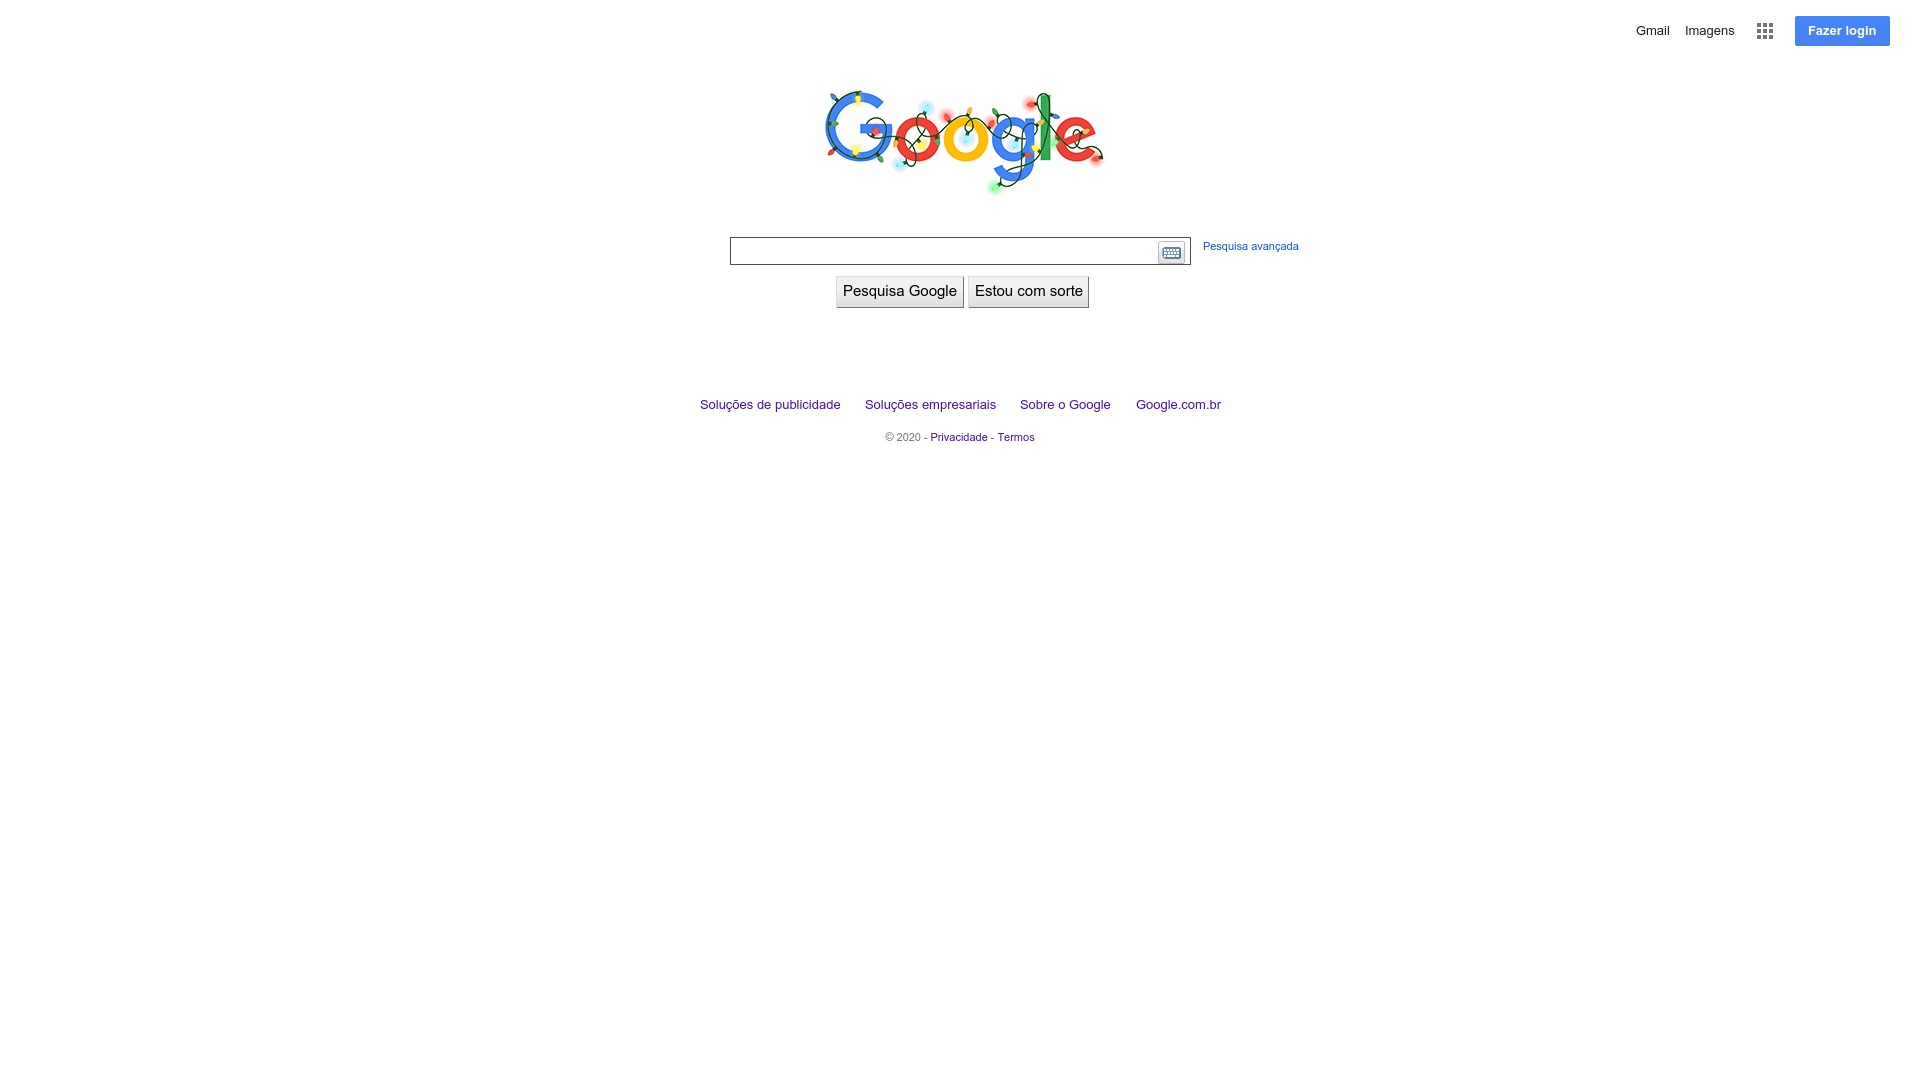 Gmail Imagens Fazer login
Google
Pesquisa avançada
Pesquisa Google Estou com sorte
Soluções de publicidade Soluções empresariais Sobre o Google Google.com.br
© 2020 - Privacidade - Termos